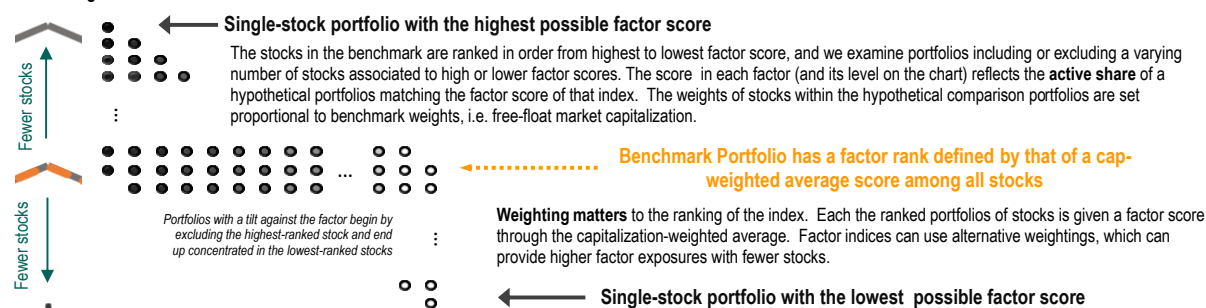 Single-stock portfolio with the highest possible factor score
The stocks in the benchmark are ranked in order from highest to lowest factor score, and we examine portfolios including or excluding a varying
number of stocks associated to high or lower factor scores. The score in each factor (and its level on the chart) reflects the active share of a
hypothetical portfolios matching the factor score of that index. The weights of stocks within the hypothetical comparison portfolios are set
proportional to benchmark weights, i.e. free-float market capitalization.
Fewer stocks
...
...
Benchmark Portfolio has a factor rank defined by that of a cap-
weighted average score among all stocks
Fewer stocks
Portfolios with a tilt against the factor begin by
excluding the highest-ranked stock and end
up concentrated in the lowest-ranked stocks
...
Weighting matters to the ranking of the index. Each the ranked portfolios of stocks is given a factor score
through the capitalization-weighted average. Factor indices can use alternative weightings, which can
provide higher factor exposures with fewer stocks.
Single-stock portfolio with the lowest possible factor score